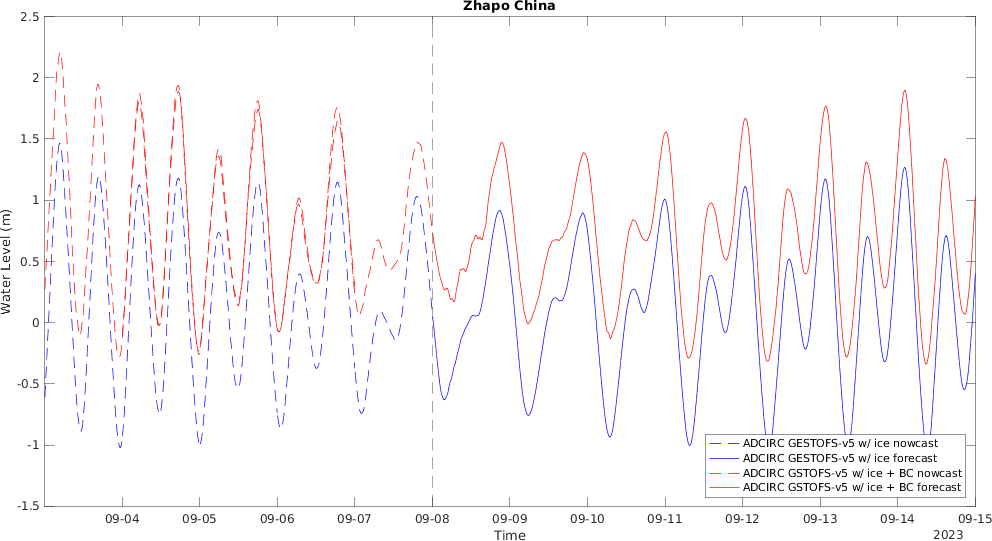 Zhapo China
Water Level (m)
2.5
2
1.5
1
0.5
0
-0.5
-1
-1.5
ADCIRC GESTOFS-v5 w/ ice nowcast
ADCIRC GESTOFS-v5 w/ ice forecast
ADCIRC GSTOFS-v5 w/ ice + BC nowcast
ADCIRC GSTOFS-v5 w/ ice + BC forecast
09-04 09-05 09-06 09-07 09-08 09-09 09-10 09-11 09-12 09-13 09-14 09-15
Time
2023